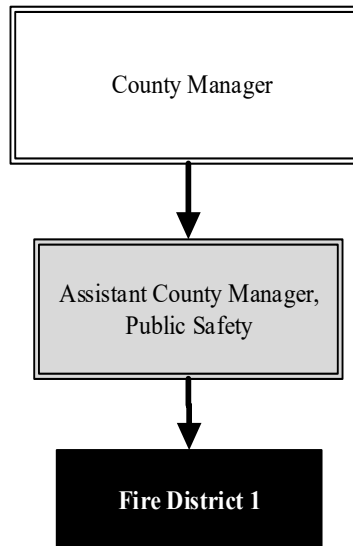 County Manager
Assistant County Manager,
Public Safety
Fire District 1